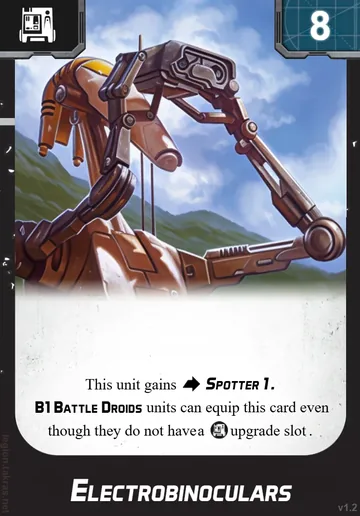 8
This unit gains SPOTTER 1.
B1 BATTLE DROIDS units can equip this card even
though they do not have a upgrade slot.
ELECTROBINOCULARS
v1.2